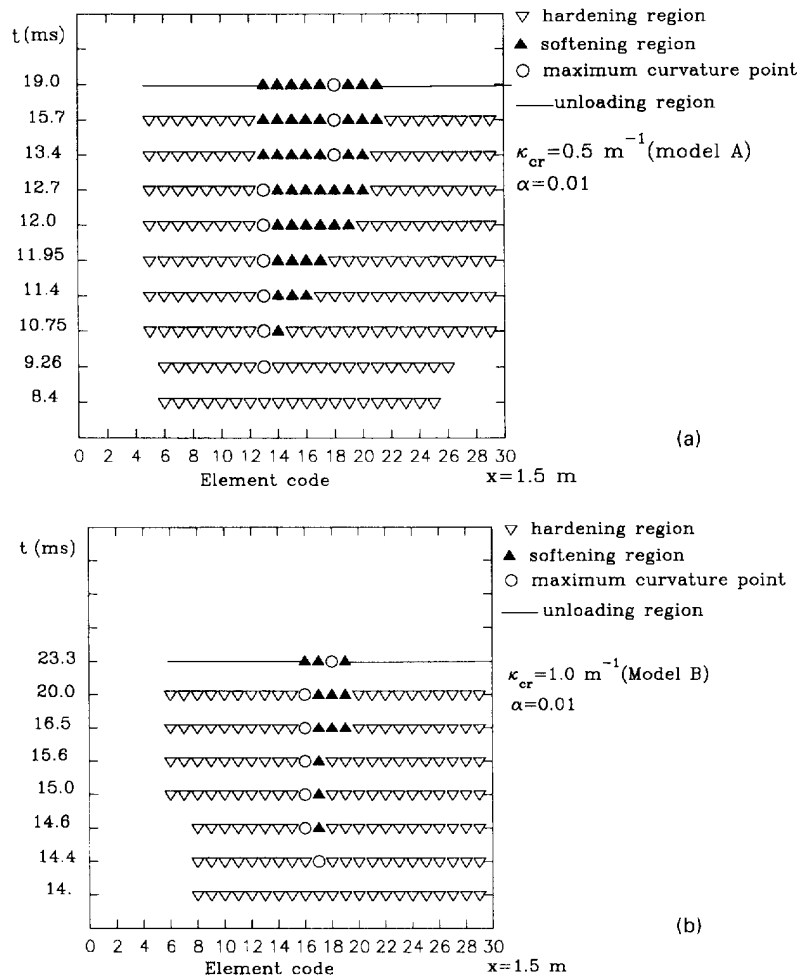 t (ms)
19.0
15.7
13.4
12.7
12.0
11.95
11.4
10.75
9.26
8.4
0 2 4 6 8 10 12 14 16 18 20 22 24 26 28 30
Element code
x=1.5 m
hardening region
softening region
maximum curvature point
unloading region
κcr=0.5 m⁻¹(model A)
α=0.01
(a)
t (ms)
23.3
20.0
16.5
15.6
15.0
14.6
14.4
14.
0 2 4 6 8 10 12 14 16 18 20 22 24 26 28 30
Element code
x=1.5 m
hardening region
softening region
maximum curvature point
unloading region
κcr=1.0 m⁻¹(Model B)
α=0.01
(b)